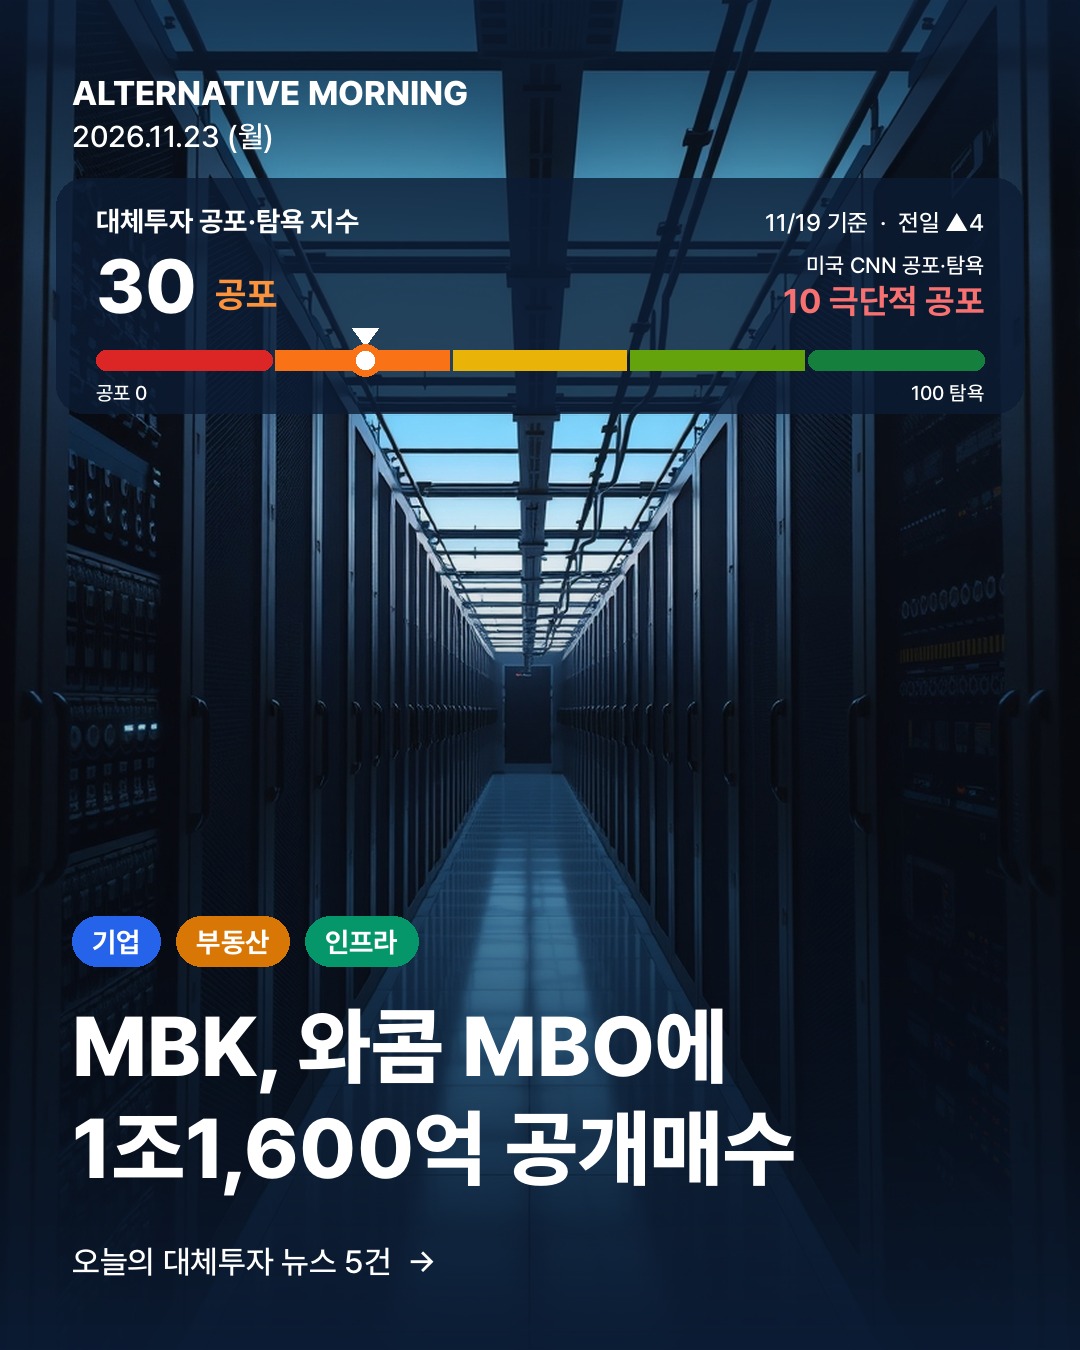 ALTERNATIVE MORNING
2026.11.23 (월)
대체투자 공포·탐욕 지수
11/19 기준 · 전일 ▲4
30 공포
미국 CNN 공포·탐욕
10 극단적 공포
공포 0
100 탐욕
기업
부동산
인프라
MBK, 와콤 MBO에
1조1,600억 공개매수
오늘의 대체투자 뉴스 5건 →